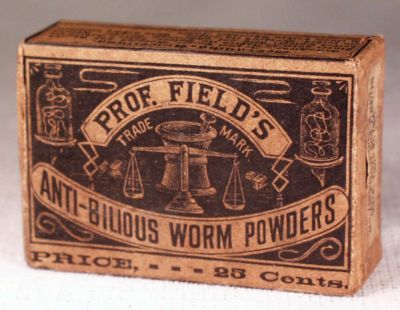 PROF. FIELD'S
TRADE MARK.
ANTI-BILIOUS WORM POWDERS
PRICE, - - - 25 Cents.